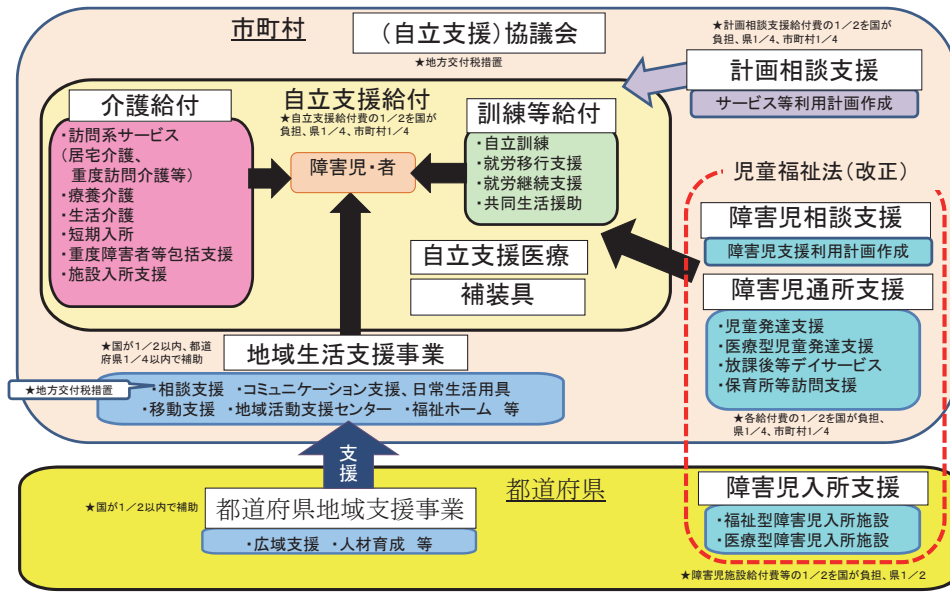 市町村
(自立支援)協議会
★地方交付税措置
★計画相談支援給付費の1/2を国が
負担、県1/4、市町村1/4
計画相談支援
サービス等利用計画作成
介護給付
・訪問系サービス
(居宅介護、
重度訪問介護等)
・療養介護
・生活介護
・短期入所
・重度障害者等包括支援
・施設入所支援
自立支援給付
★自立支援給付費の1/2を国が
負担、県1/4、市町村1/4
障害児・者
訓練等給付
・自立訓練
・就労移行支援
・就労継続支援
・共同生活援助
自立支援医療
補装具
児童福祉法(改正)
障害児相談支援
障害児支援利用計画作成
障害児通所支援
・児童発達支援
・医療型児童発達支援
・放課後等デイサービス
・保育所等訪問支援
★各給付費の1/2を国が負担、
県1/4、市町村1/4
★国が1/2以内、都道
府県1/4以内で補助
地域生活支援事業
★地方交付税措置
・相談支援 ・コミュニケーション支援、日常生活用具
・移動支援 ・地域活動支援センター ・福祉ホーム 等
支援
都道府県
★国が1/2以内で補助
都道府県地域支援事業
・広域支援 ・人材育成 等
障害児入所支援
・福祉型障害児入所施設
・医療型障害児入所施設
★障害児施設給付費等の1/2を国が負担、県1/2